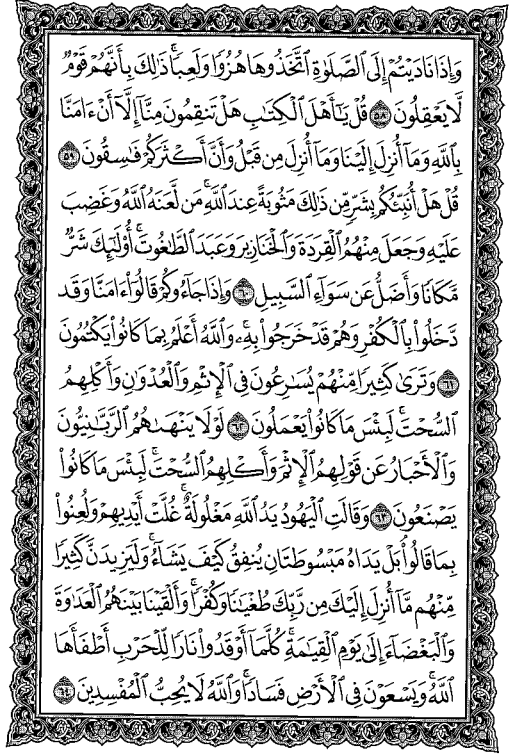 وَإِذَا نَادَيْتُمْ إِلَى ٱلصَّلَوٰةِ ٱتَّخَذُوهَا هُزُوًا وَلَعِبًا ۚ ذَٰلِكَ بِأَنَّهُمْ قَوْمٌ
لَّا يَعْقِلُونَ ﴿٥٨﴾ قُلْ يَٰٓأَهْلَ ٱلْكِتَٰبِ هَلْ تَنقِمُونَ مِنَّآ إِلَّآ أَنْ ءَامَنَّا
بِٱللَّهِ وَمَآ أُنزِلَ إِلَيْنَا وَمَآ أُنزِلَ مِن قَبْلُ وَأَنَّ أَكْثَرَكُمْ فَٰسِقُونَ ﴿٥٩﴾
قُلْ هَلْ أُنَبِّئُكُم بِشَرٍّ مِّن ذَٰلِكَ مَثُوبَةً عِندَ ٱللَّهِ ۚ مَن لَّعَنَهُ ٱللَّهُ وَغَضِبَ
عَلَيْهِ وَجَعَلَ مِنْهُمُ ٱلْقِرَدَةَ وَٱلْخَنَازِيرَ وَعَبَدَ ٱلطَّٰغُوتَ ۚ أُو۟لَٰٓئِكَ شَرٌّ
مَّكَانًا وَأَضَلُّ عَن سَوَآءِ ٱلسَّبِيلِ ﴿٦٠﴾ وَإِذَا جَآءُوكُمْ قَالُوٓا۟ ءَامَنَّا وَقَد
دَّخَلُوا۟ بِٱلْكُفْرِ وَهُمْ قَدْ خَرَجُوا۟ بِهِۦ ۚ وَٱللَّهُ أَعْلَمُ بِمَا كَانُوا۟ يَكْتُمُونَ
﴿٦١﴾ وَتَرَىٰ كَثِيرًا مِّنْهُمْ يُسَٰرِعُونَ فِى ٱلْإِثْمِ وَٱلْعُدْوَٰنِ وَأَكْلِهِمُ
ٱلسُّحْتَ ۚ لَبِئْسَ مَا كَانُوا۟ يَعْمَلُونَ ﴿٦٢﴾ لَوْلَا يَنْهَىٰهُمُ ٱلرَّبَّٰنِيُّونَ
وَٱلْأَحْبَارُ عَن قَوْلِهِمُ ٱلْإِثْمَ وَأَكْلِهِمُ ٱلسُّحْتَ ۚ لَبِئْسَ مَا كَانُوا۟
يَصْنَعُونَ ﴿٦٣﴾ وَقَالَتِ ٱلْيَهُودُ يَدُ ٱللَّهِ مَغْلُولَةٌ ۚ غُلَّتْ أَيْدِيهِمْ وَلُعِنُوا۟
بِمَا قَالُوا۟ ۘ بَلْ يَدَاهُ مَبْسُوطَتَانِ يُنفِقُ كَيْفَ يَشَآءُ ۚ وَلَيَزِيدَنَّ كَثِيرًا
مِّنْهُم مَّآ أُنزِلَ إِلَيْكَ مِن رَّبِّكَ طُغْيَٰنًا وَكُفْرًا ۚ وَأَلْقَيْنَا بَيْنَهُمُ ٱلْعَدَٰوَةَ
وَٱلْبَغْضَآءَ إِلَىٰ يَوْمِ ٱلْقِيَٰمَةِ ۚ كُلَّمَآ أَوْقَدُوا۟ نَارًا لِّلْحَرْبِ أَطْفَأَهَا
ٱللَّهُ ۚ وَيَسْعَوْنَ فِى ٱلْأَرْضِ فَسَادًا ۚ وَٱللَّهُ لَا يُحِبُّ ٱلْمُفْسِدِينَ ﴿٦٤﴾